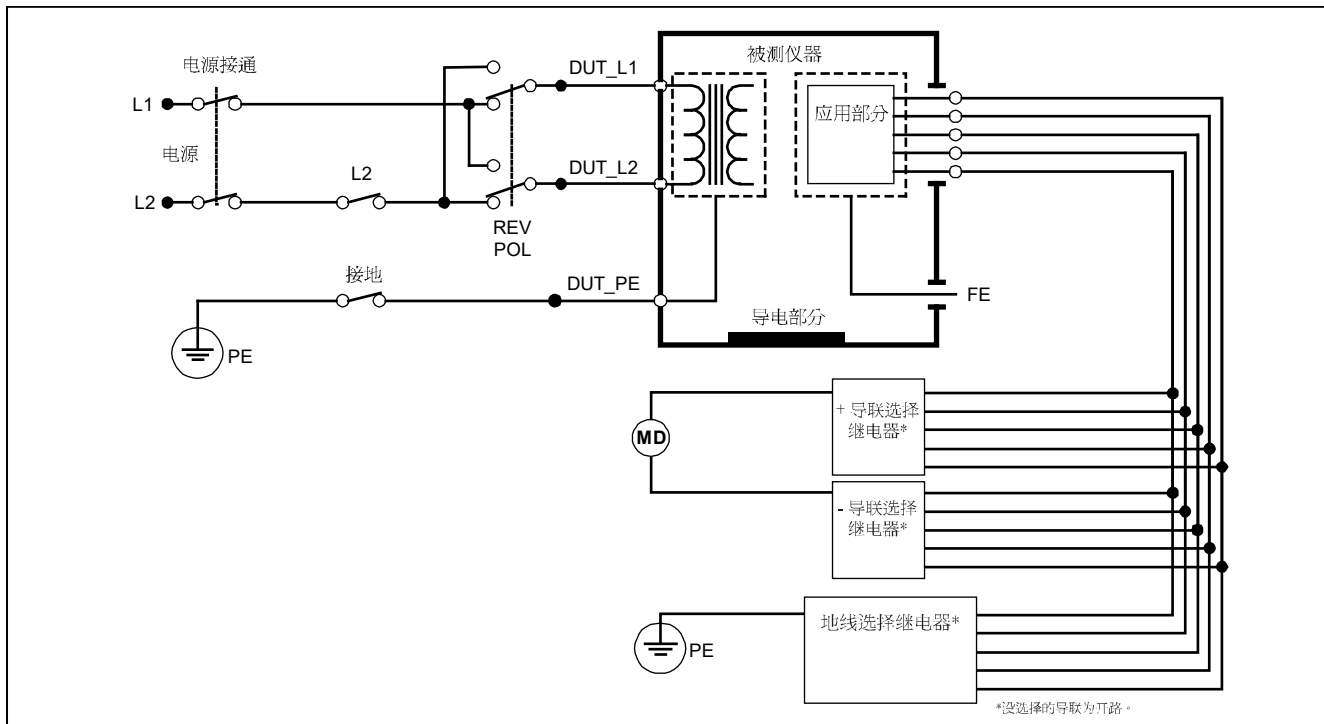 被测仪器
电源接通
DUT_L1
L1
应用部分
电源
L2
DUT_L2
L2
REV
POL
接地
DUT_PE
FE
导电部分
PE
+ 导联选择
继电器*
MD
- 导联选择
继电器*
地线选择继电器*
PE
*没选择的导联为开路。